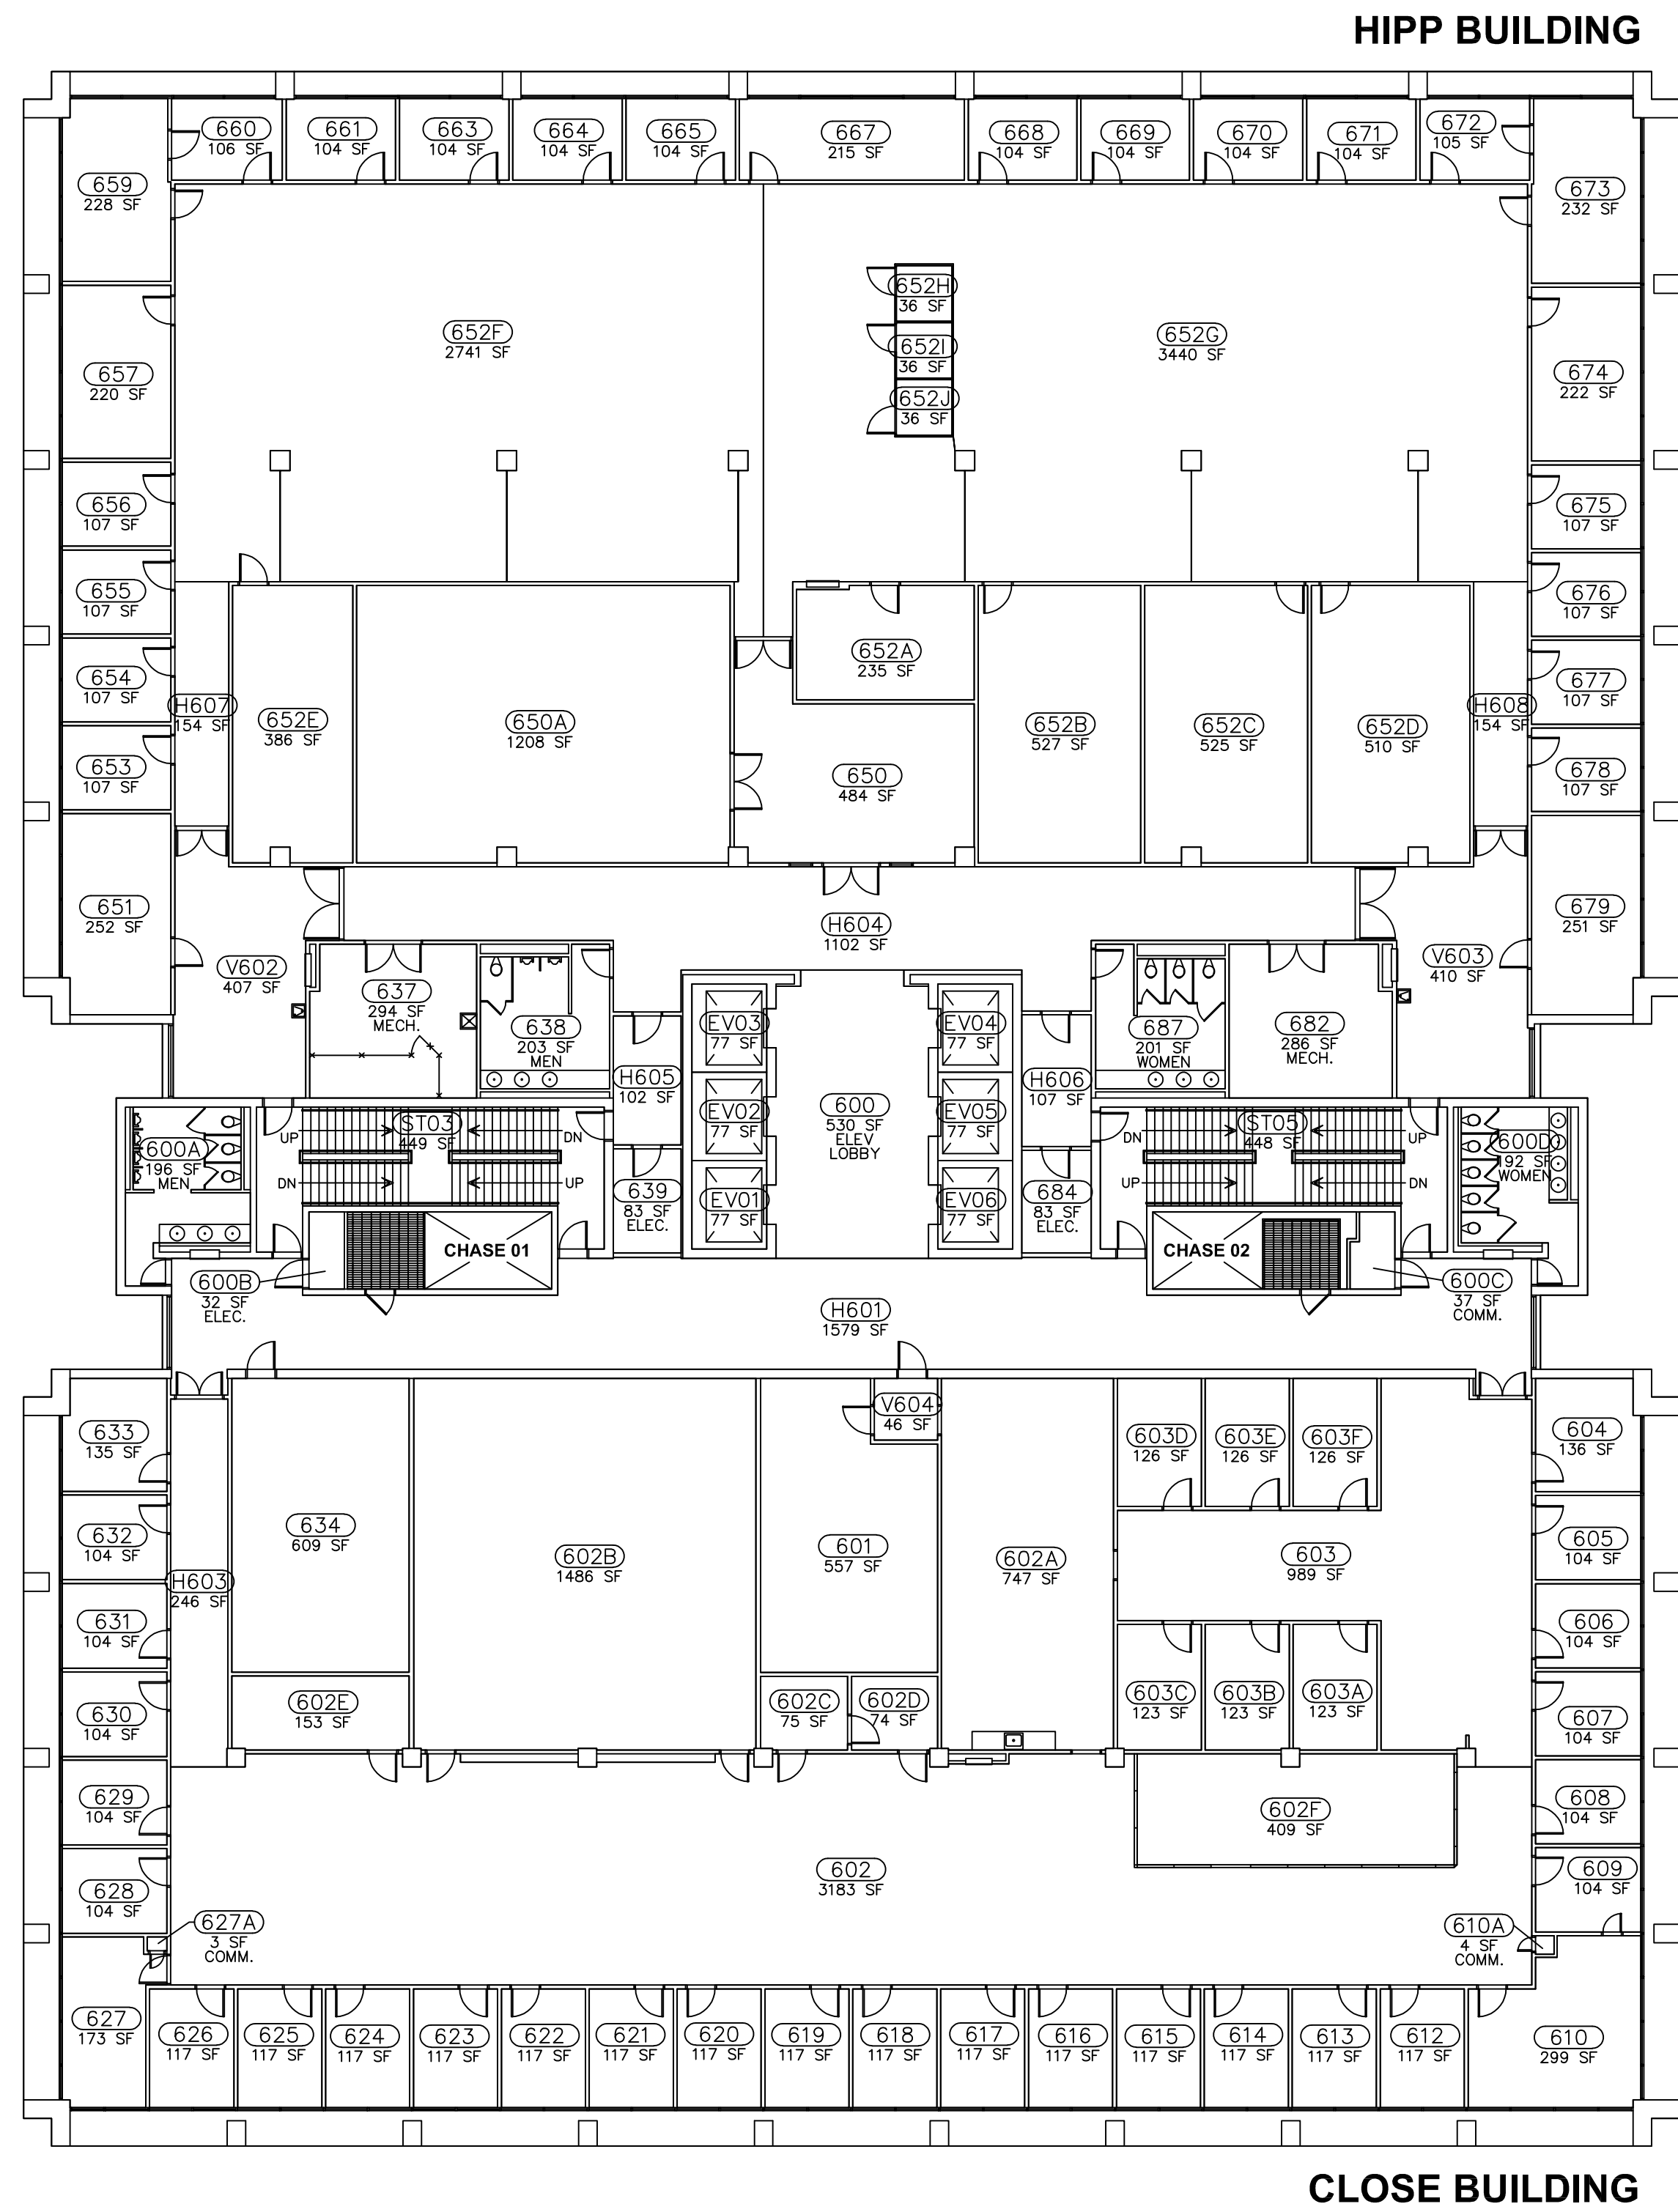 HIPP BUILDING
660
106 SF
661
104 SF
663
104 SF
664
104 SF
665
104 SF
667
215 SF
668
104 SF
669
104 SF
670
104 SF
671
104 SF
672
105 SF
659
228 SF
673
232 SF
652H
36 SF
652I
36 SF
652J
36 SF
652F
2741 SF
652G
3440 SF
657
220 SF
674
222 SF
656
107 SF
675
107 SF
655
107 SF
676
107 SF
654
107 SF
677
107 SF
652A
235 SF
H607
154 SF
652E
386 SF
650A
1208 SF
652B
527 SF
652C
525 SF
652D
510 SF
H608
154 SF
653
107 SF
650
484 SF
678
107 SF
651
252 SF
679
251 SF
H604
1102 SF
V602
407 SF
V603
410 SF
637
294 SF
MECH.
638
203 SF
MEN
EV03
77 SF
EV04
77 SF
687
201 SF
WOMEN
682
286 SF
MECH.
H605
102 SF
H606
107 SF
EV02
77 SF
600
530 SF
ELEV
LOBBY
EV05
77 SF
600A
196 SF
MEN
UP
ST03
449 SF
DN
DN
UP
DN
ST05
448 SF
UP
UP
DN
600D
192 SF
WOMEN
639
83 SF
ELEC.
EV01
77 SF
EV06
77 SF
684
83 SF
ELEC.
CHASE 01
CHASE 02
600B
32 SF
ELEC.
600C
37 SF
COMM.
H601
1579 SF
V604
46 SF
633
135 SF
603D
126 SF
603E
126 SF
603F
126 SF
604
136 SF
632
104 SF
634
609 SF
602B
1486 SF
601
557 SF
602A
747 SF
603
989 SF
605
104 SF
H603
246 SF
631
104 SF
606
104 SF
630
104 SF
602E
153 SF
602C
75 SF
602D
74 SF
603C
123 SF
603B
123 SF
603A
123 SF
607
104 SF
629
104 SF
602F
409 SF
608
104 SF
628
104 SF
602
3183 SF
609
104 SF
627A
3 SF
COMM.
610A
4 SF
COMM.
627
173 SF
626
117 SF
625
117 SF
624
117 SF
623
117 SF
622
117 SF
621
117 SF
620
117 SF
619
117 SF
618
117 SF
617
117 SF
616
117 SF
615
117 SF
614
117 SF
613
117 SF
612
117 SF
610
299 SF
CLOSE BUILDING